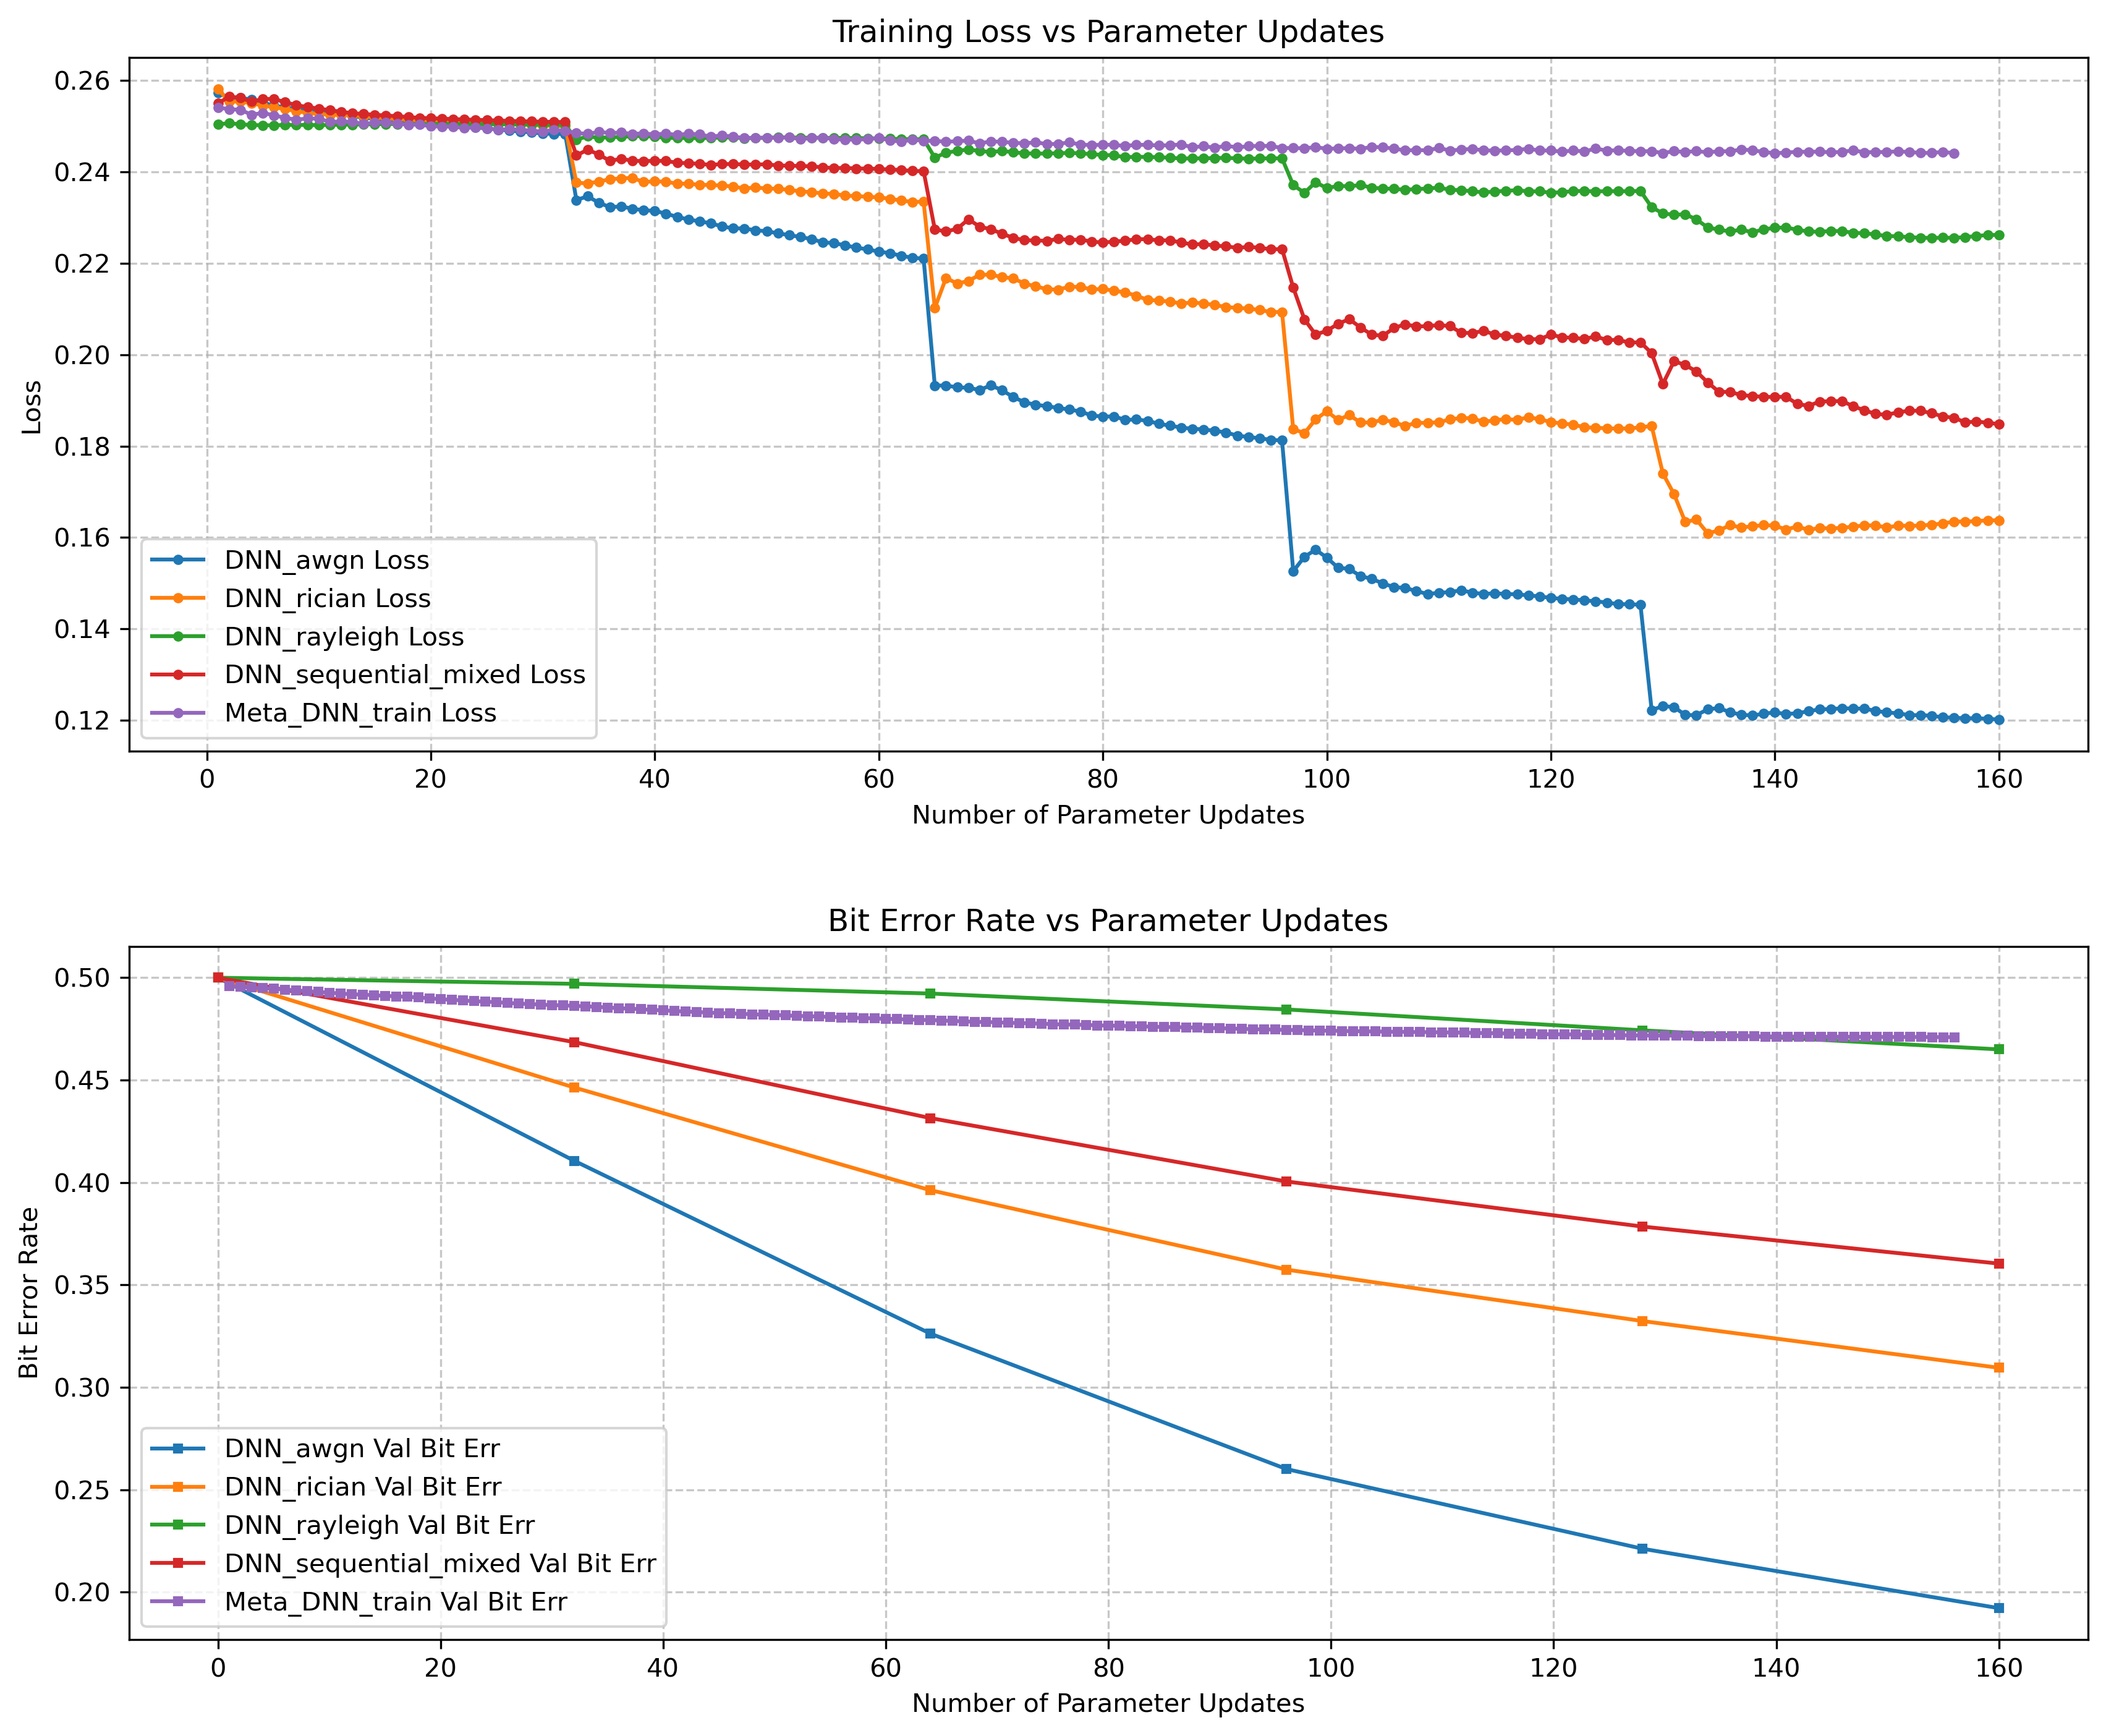 Training Loss vs Parameter Updates
0.26
0.24
0.22
0.20
0.18
0.16
0.14
0.12
Loss
DNN_awgn Loss
DNN_rician Loss
DNN_rayleigh Loss
DNN_sequential_mixed Loss
Meta_DNN_train Loss
0 20 40 60 80 100 120 140 160
Number of Parameter Updates
Bit Error Rate vs Parameter Updates
0.50
0.45
0.40
0.35
0.30
0.25
0.20
Bit Error Rate
DNN_awgn Val Bit Err
DNN_rician Val Bit Err
DNN_rayleigh Val Bit Err
DNN_sequential_mixed Val Bit Err
Meta_DNN_train Val Bit Err
0 20 40 60 80 100 120 140 160
Number of Parameter Updates